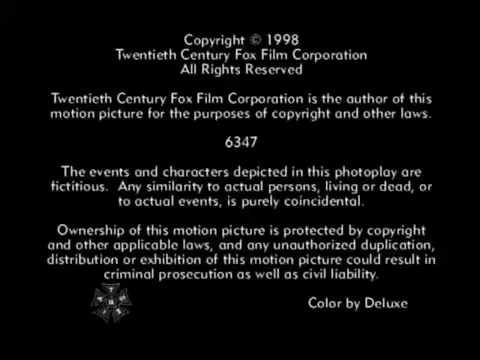 Copyright © 1998
Twentieth Century Fox Film Corporation
All Rights Reserved
Twentieth Century Fox Film Corporation is the author of this
motion picture for the purposes of copyright and other laws.
6347
The events and characters depicted in this photoplay are
fictitious. Any similarity to actual persons, living or dead, or
to actual events, is purely coincidental.
Ownership of this motion picture is protected by copyright
and other applicable laws, and any unauthorized duplication,
distribution or exhibition of this motion picture could result in
criminal prosecution as well as civil liability.
Color by Deluxe